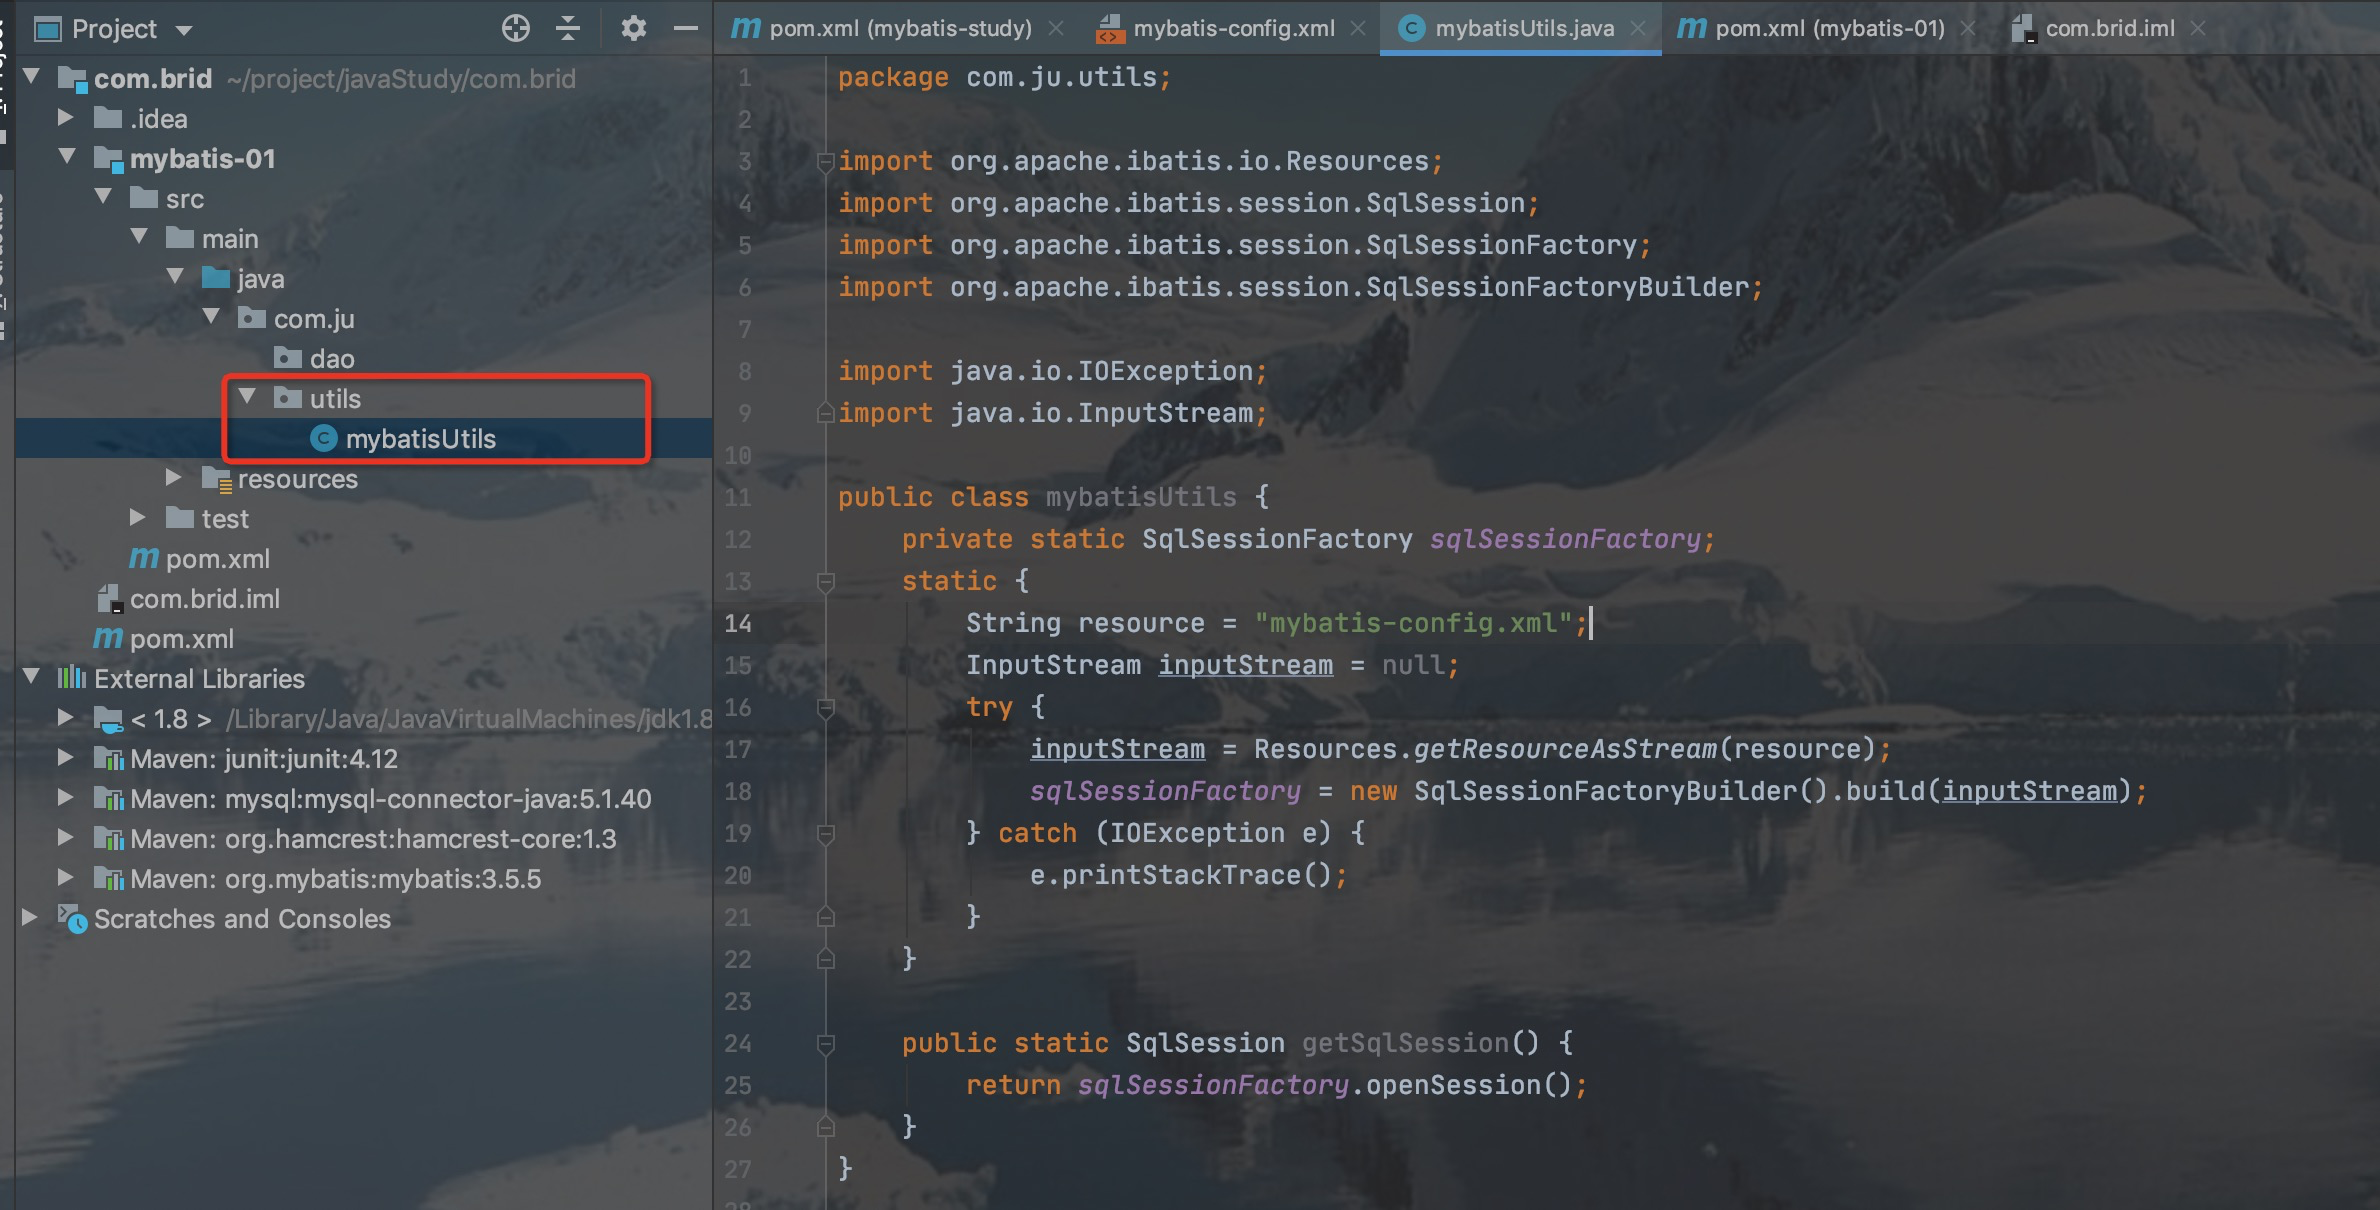 Project
com.brid ~/project/javaStudy/com.brid
.idea
mybatis-01
src
main
java
com.ju
dao
utils
mybatisUtils
resources
test
pom.xml
com.brid.iml
pom.xml
External Libraries
< 1.8 > /Library/Java/JavaVirtualMachines/jdk1.8
Maven: junit:junit:4.12
Maven: mysql:mysql-connector-java:5.1.40
Maven: org.hamcrest:hamcrest-core:1.3
Maven: org.mybatis:mybatis:3.5.5
Scratches and Consoles
pom.xml (mybatis-study) mybatis-config.xml mybatisUtils.java pom.xml (mybatis-01) com.brid.iml
1 package com.ju.utils;
2
3 import org.apache.ibatis.io.Resources;
4 import org.apache.ibatis.session.SqlSession;
5 import org.apache.ibatis.session.SqlSessionFactory;
6 import org.apache.ibatis.session.SqlSessionFactoryBuilder;
7
8 import java.io.IOException;
9 import java.io.InputStream;
10
11 public class mybatisUtils {
12 private static SqlSessionFactory sqlSessionFactory;
13 static {
14 String resource = "mybatis-config.xml";
15 InputStream inputStream = null;
16 try {
17 inputStream = Resources.getResourceAsStream(resource);
18 sqlSessionFactory = new SqlSessionFactoryBuilder().build(inputStream);
19 } catch (IOException e) {
20 e.printStackTrace();
21 }
22 }
23
24 public static SqlSession getSqlSession() {
25 return sqlSessionFactory.openSession();
26 }
27 }